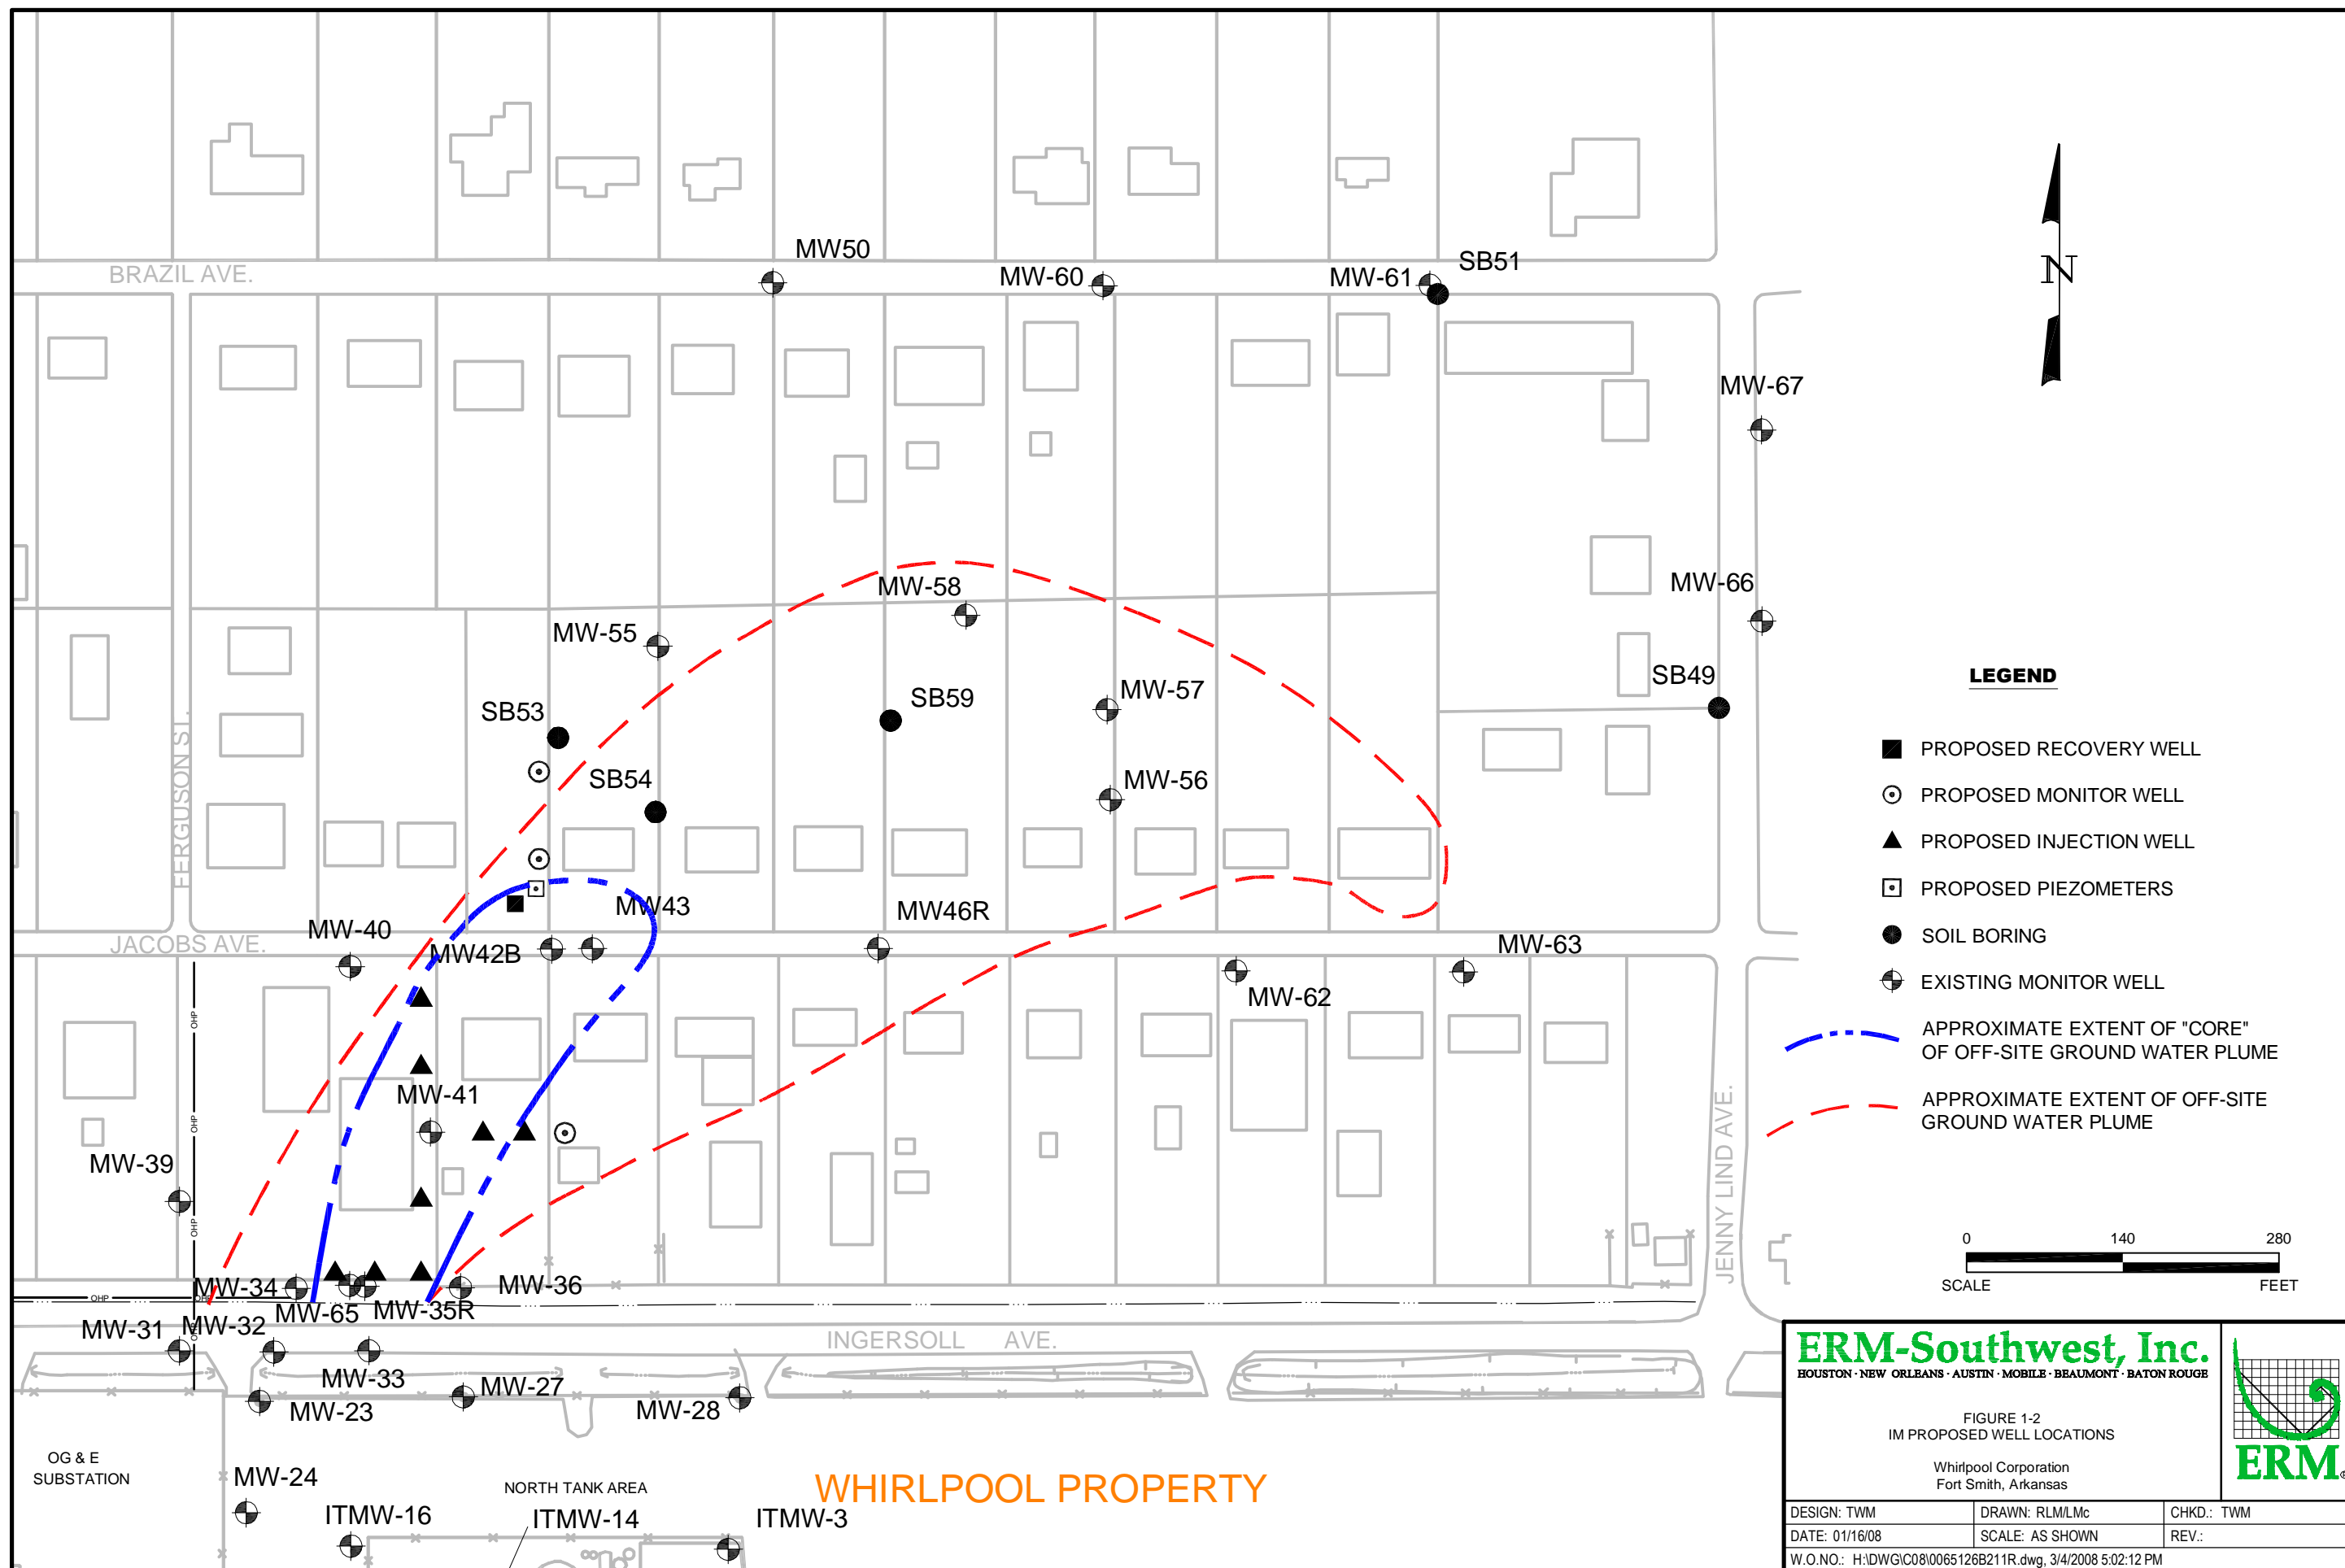 MW50
MW-60
MW-61
SB51
BRAZIL AVE.
N
MW-67
MW-58
MW-66
MW-55
SB53
SB59
MW-57
SB49
SB54
MW-56
FERGUSON ST.
MW43
MW46R
MW-40
JACOBS AVE.
MW42B
MW-63
MW-62
OHP
MW-41
OHP
MW-39
OHP
JENNY LIND AVE.
MW-34
OHP
OHP
MW-65
MW-35R
MW-36
MW-31
MW-32
OHP
INGERSOLL AVE.
MW-33
MW-27
MW-23
MW-28
OG & E
SUBSTATION
MW-24
NORTH TANK AREA
ITMW-16
ITMW-14
ITMW-3
WHIRLPOOL PROPERTY
LEGEND
PROPOSED RECOVERY WELL
PROPOSED MONITOR WELL
PROPOSED INJECTION WELL
PROPOSED PIEZOMETERS
SOIL BORING
EXISTING MONITOR WELL
APPROXIMATE EXTENT OF "CORE"
OF OFF-SITE GROUND WATER PLUME
APPROXIMATE EXTENT OF OFF-SITE
GROUND WATER PLUME
0 140 280
SCALE FEET
ERM-Southwest, Inc.
HOUSTON · NEW ORLEANS · AUSTIN · MOBILE · BEAUMONT · BATON ROUGE
FIGURE 1-2
IM PROPOSED WELL LOCATIONS
Whirlpool Corporation
Fort Smith, Arkansas
ERM®
DESIGN: TWM DRAWN: RLM/LMc CHKD.: TWM
DATE: 01/16/08 SCALE: AS SHOWN REV.:
W.O.NO.: H:\DWG\C08\0065126B211R.dwg, 3/4/2008 5:02:12 PM